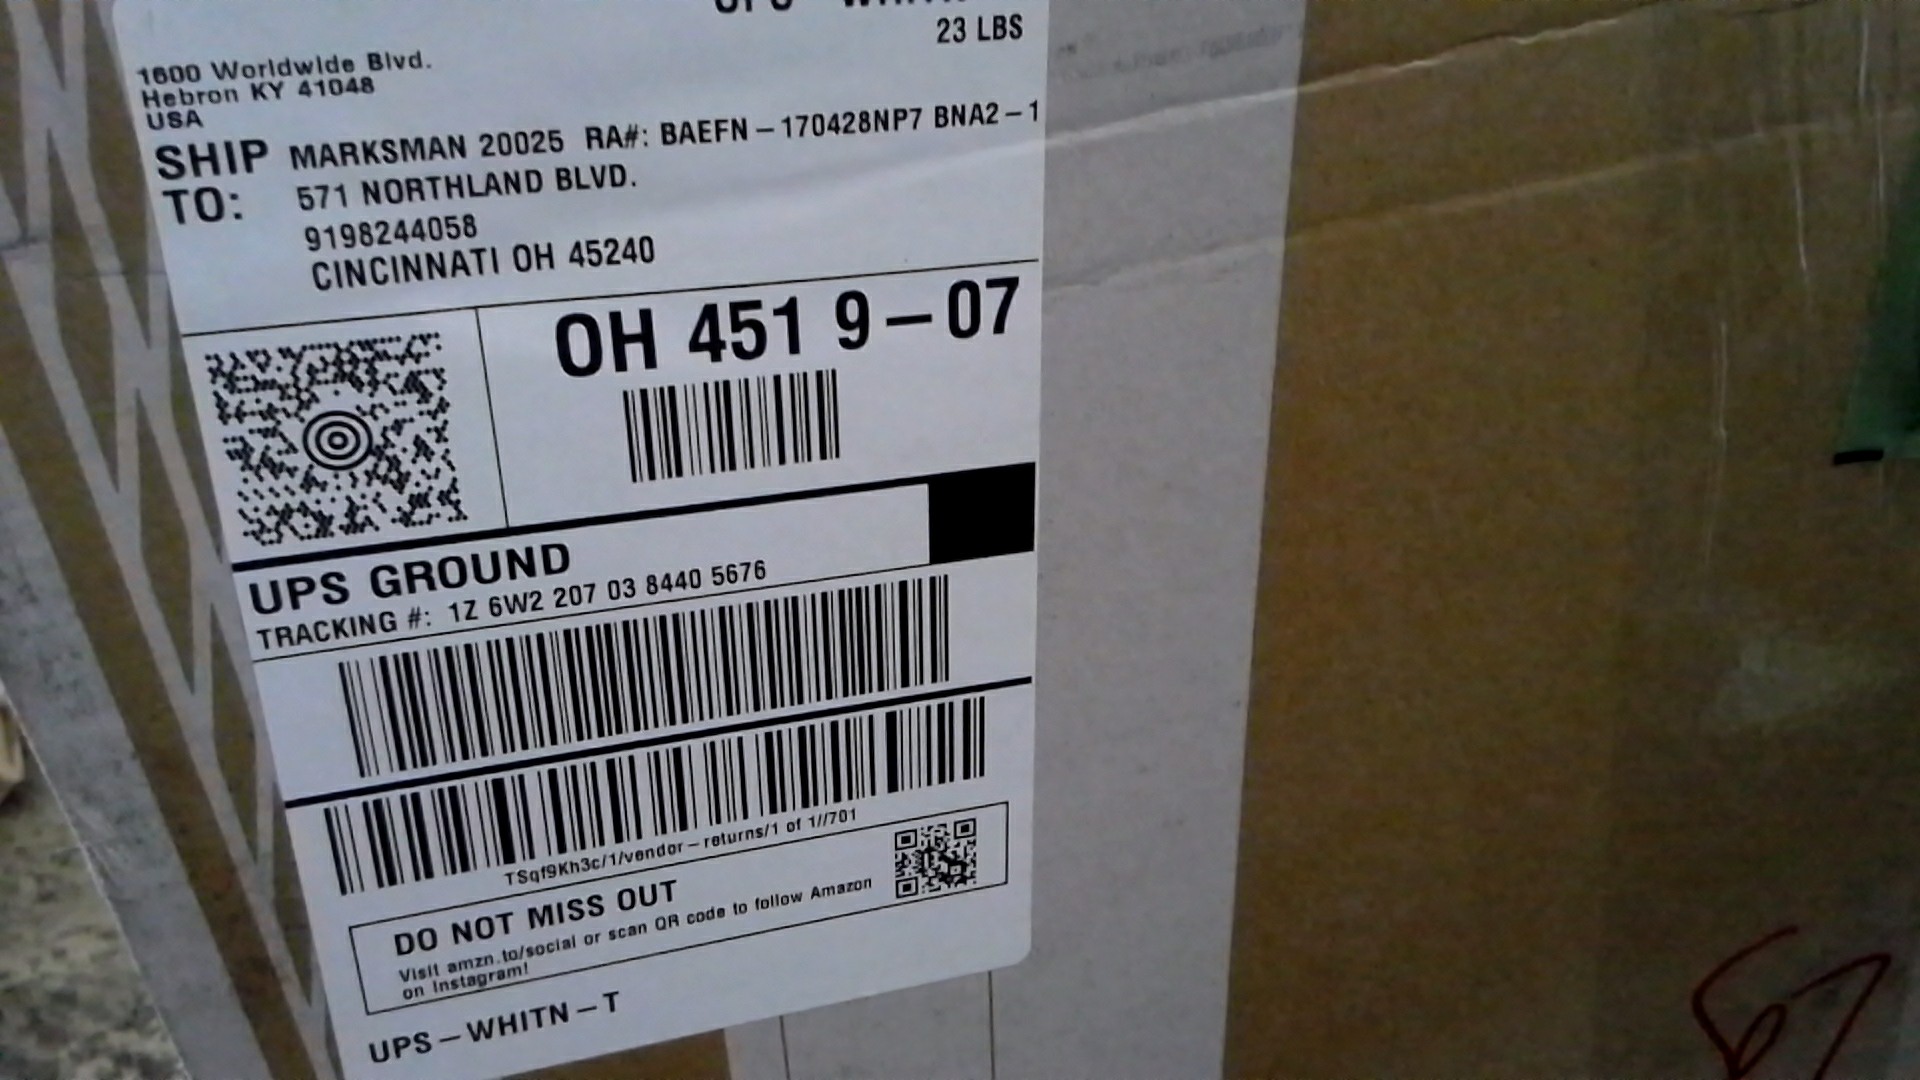 23 LBS
1600 Worldwide Blvd.
Hebron KY 41048
USA
SHIP TO: MARKSMAN 20025 RA#: BAEFN-170428NP7 BNA2-1
571 NORTHLAND BLVD.
9198244058
CINCINNATI OH 45240
OH 451 9-07
UPS GROUND
TRACKING #: 1Z 6W2 207 03 8440 5676
TSqf9Kh3c/1/vendor-returns/1 of 1//701
DO NOT MISS OUT
Visit amzn.to/social or scan QR code to follow Amazon
on Instagram!
UPS-WHITN-T
67